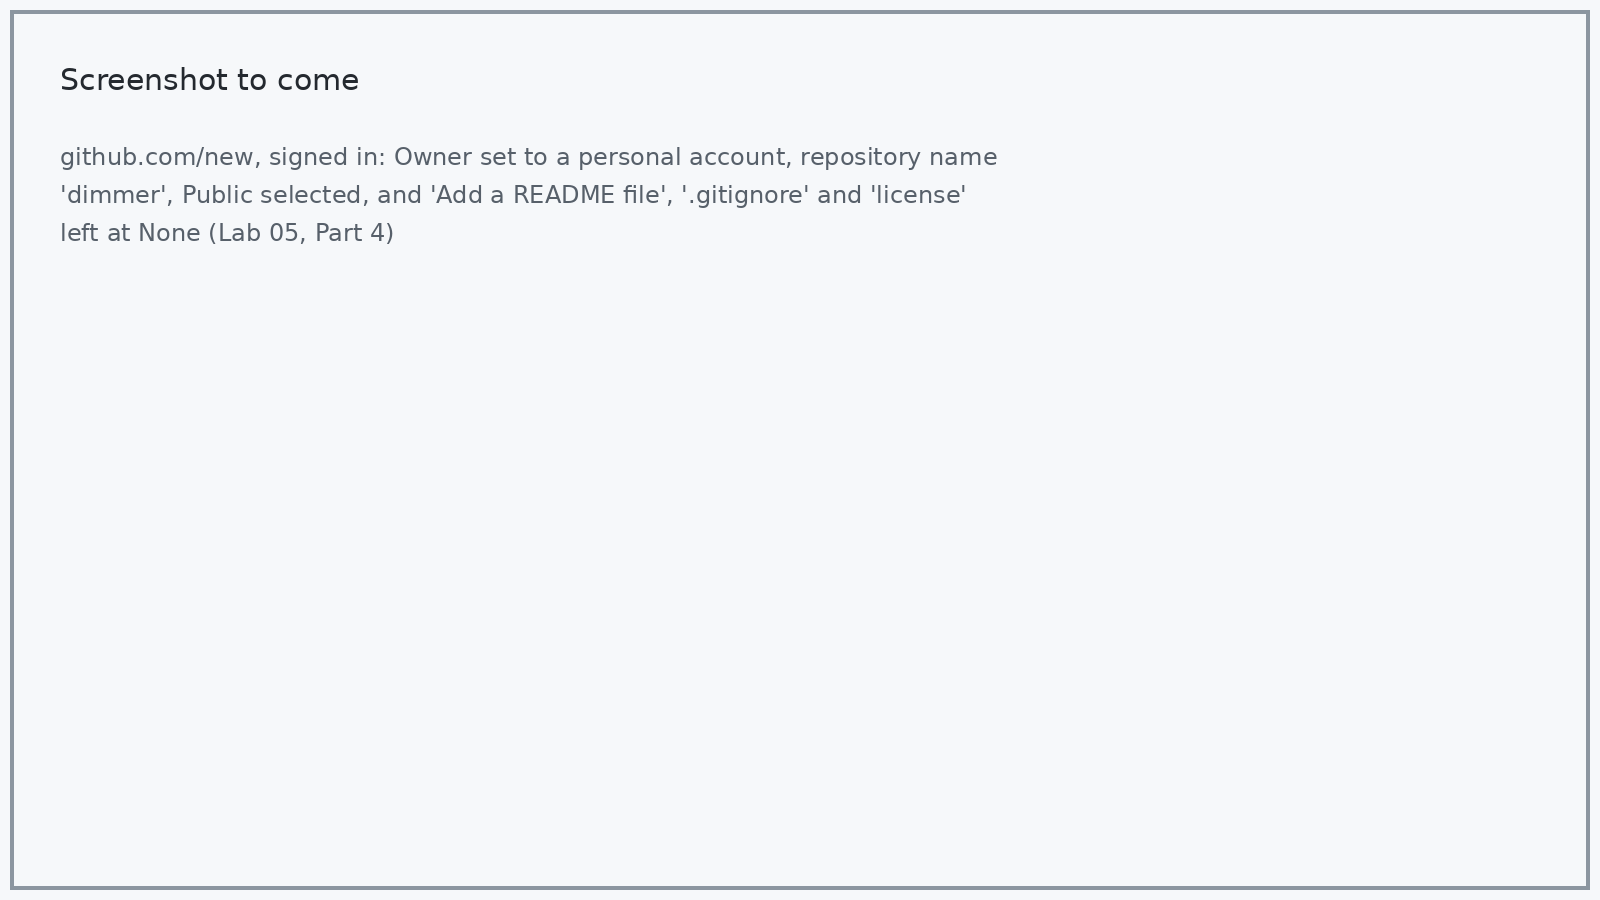 Screenshot to come
github.com/new, signed in: Owner set to a personal account, repository name
'dimmer', Public selected, and 'Add a README file', '.gitignore' and 'license'
left at None (Lab 05, Part 4)